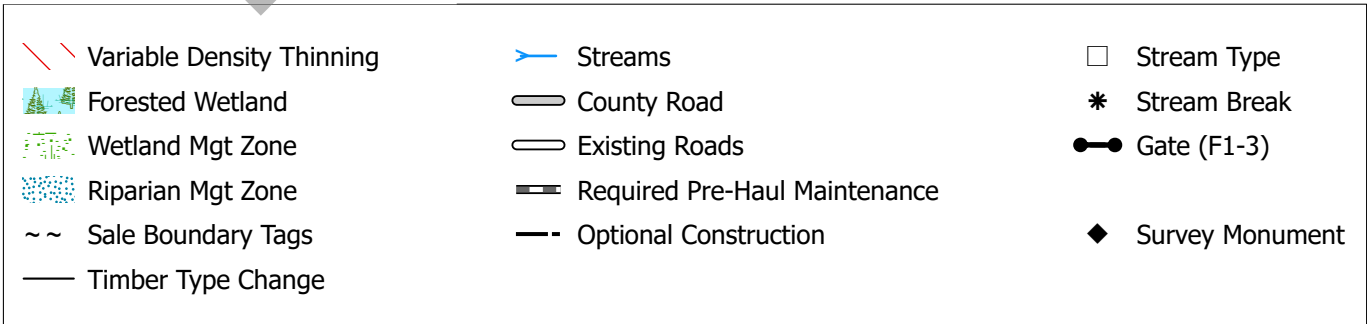 Variable Density Thinning
Forested Wetland
Wetland Mgt Zone
Riparian Mgt Zone
Sale Boundary Tags
Timber Type Change
Streams
County Road
Existing Roads
Required Pre-Haul Maintenance
Optional Construction
Stream Type
Stream Break
Gate (F1-3)
Survey Monument